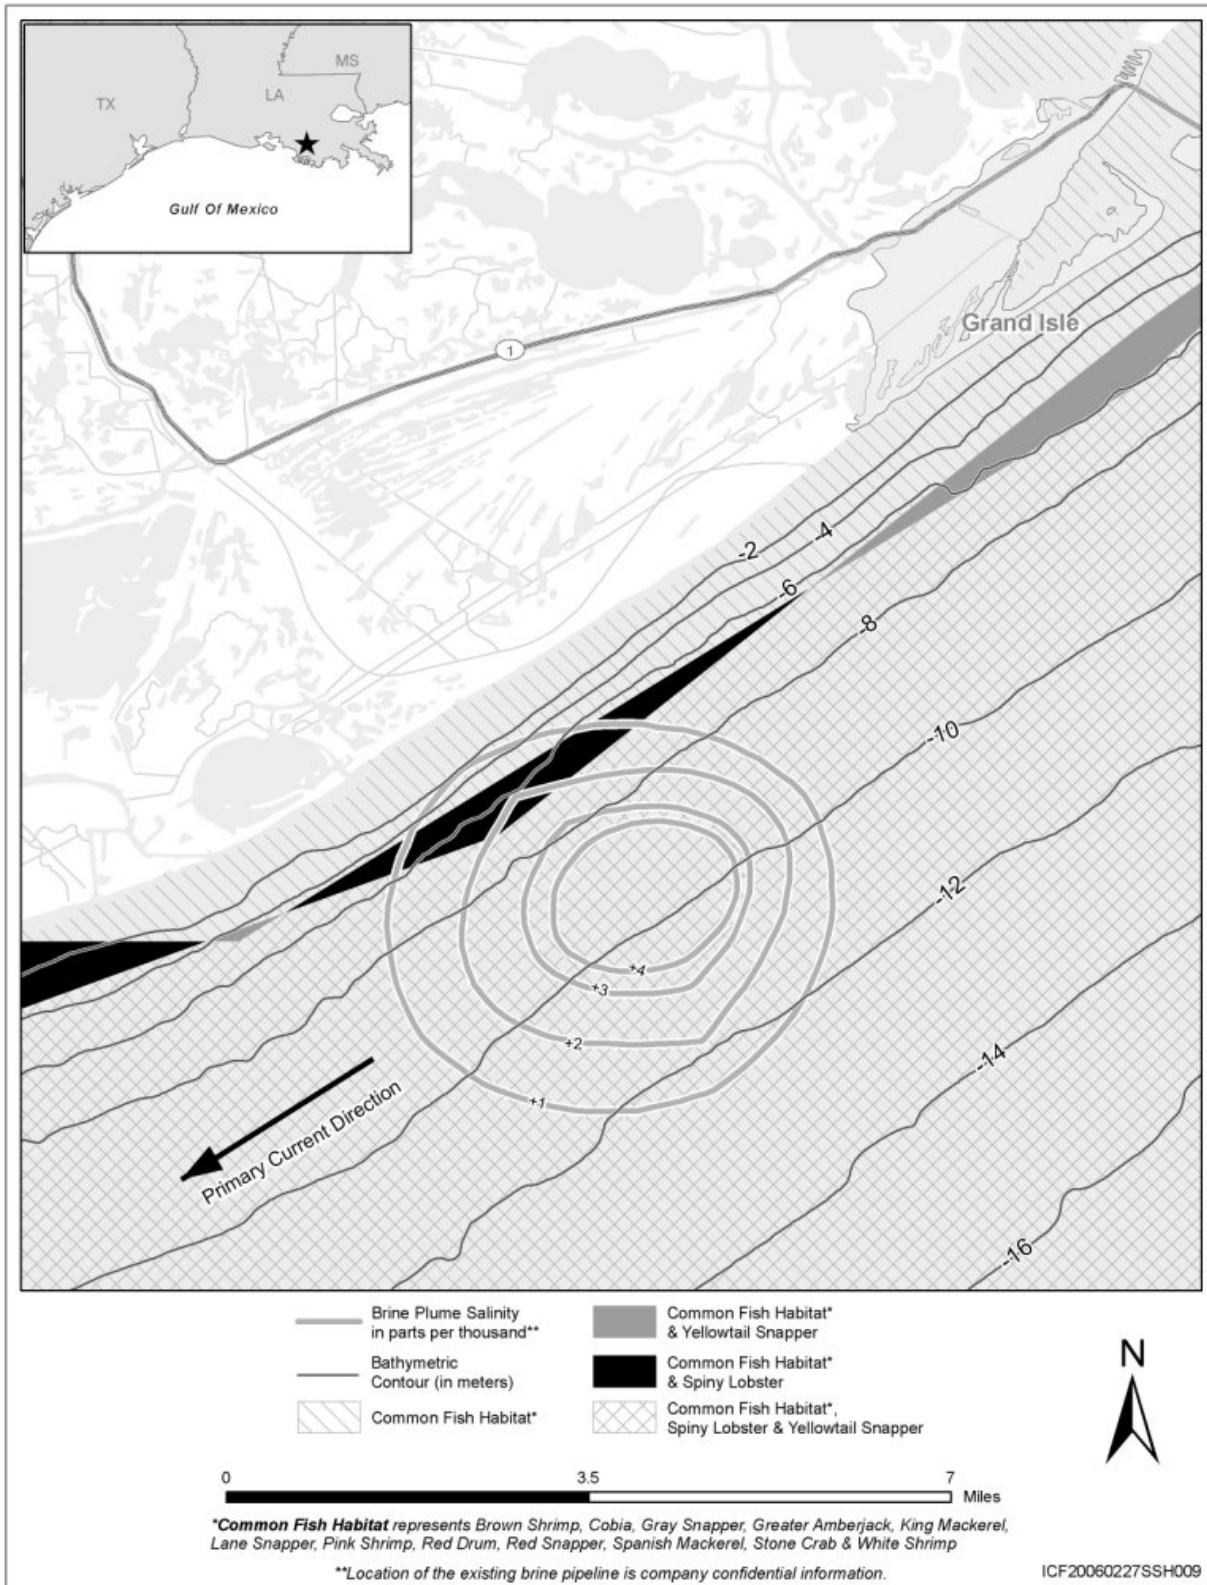 MS
TX
LA
Gulf Of Mexico
1
Grand Isle
-2
-4
-6
-8
-10
-12
-14
-16
+4
+3
+2
+1
Primary Current Direction
Brine Plume Salinity
in parts per thousand**
Bathymetric
Contour (in meters)
Common Fish Habitat*
Common Fish Habitat*
& Yellowtail Snapper
Common Fish Habitat*
& Spiny Lobster
Common Fish Habitat*,
Spiny Lobster & Yellowtail Snapper
N
0 3.5 7
Miles
*Common Fish Habitat represents Brown Shrimp, Cobia, Gray Snapper, Greater Amberjack, King Mackerel,
Lane Snapper, Pink Shrimp, Red Drum, Red Snapper, Spanish Mackerel, Stone Crab & White Shrimp
**Location of the existing brine pipeline is company confidential information.
ICF20060227SSH009